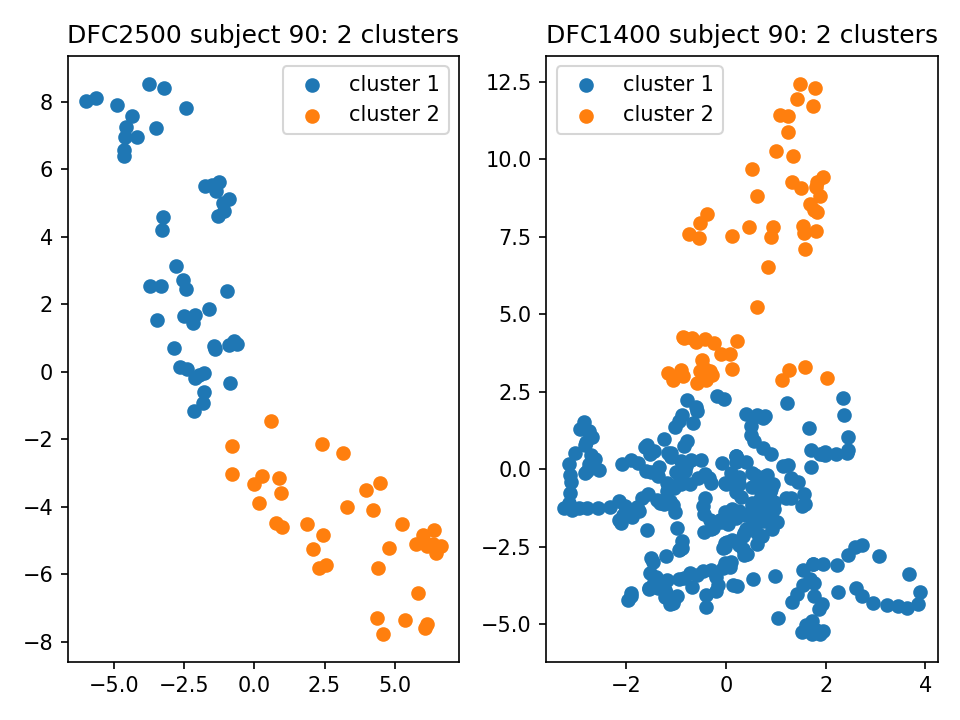 DFC2500 subject 90: 2 clusters
cluster 1
cluster 2
8
6
4
2
0
−2
−4
−6
−8
−5.0 −2.5 0.0 2.5 5.0
DFC1400 subject 90: 2 clusters
cluster 1
cluster 2
12.5
10.0
7.5
5.0
2.5
0.0
−2.5
−5.0
−2 0 2 4